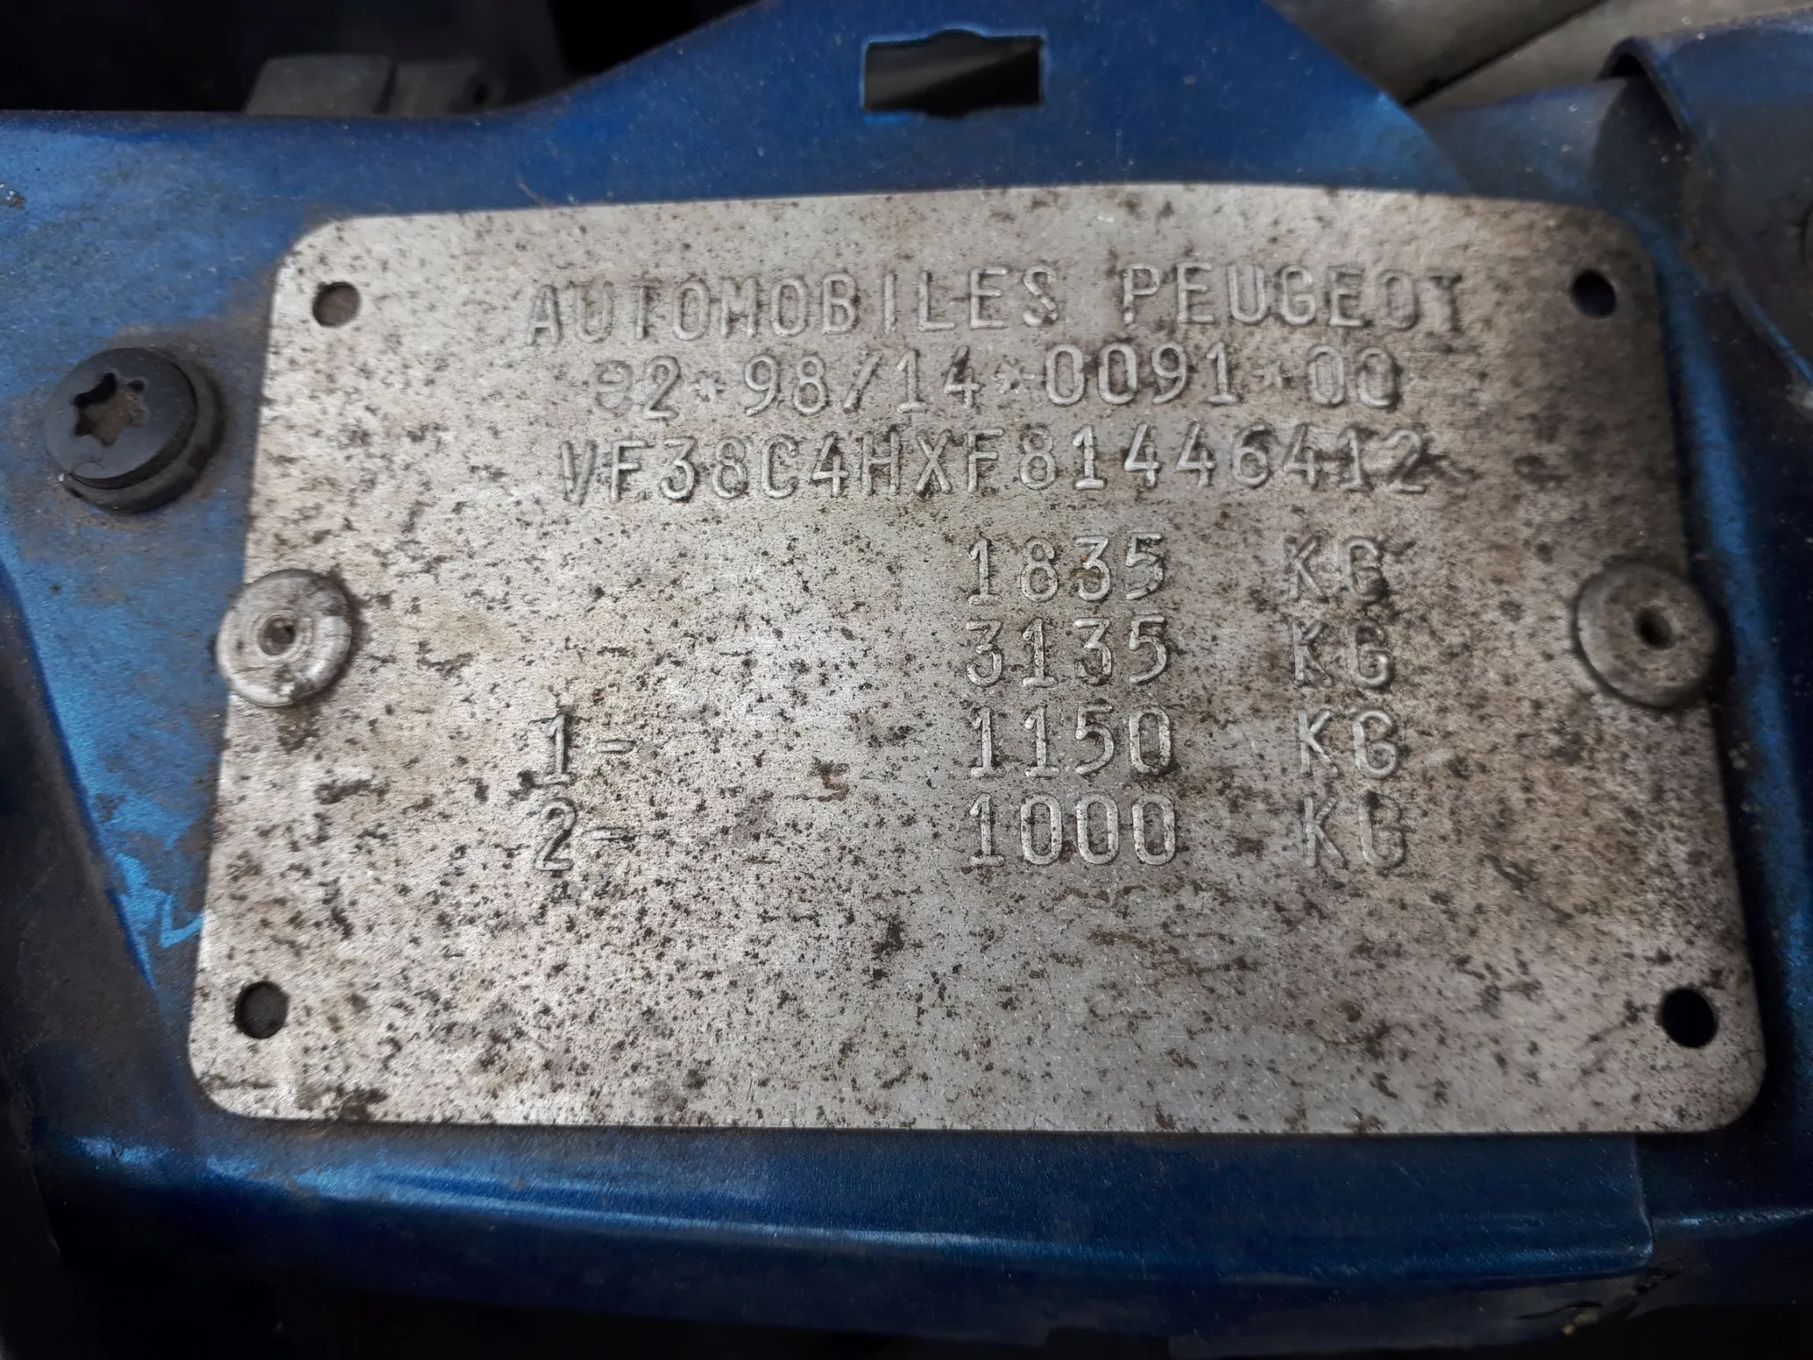 AUTOMOBILES PEUGEOT
e2*98/14*0091*00
VF38C4HXF81446412
1835 KG
3135 KG
1- 1150 KG
2- 1000 KG